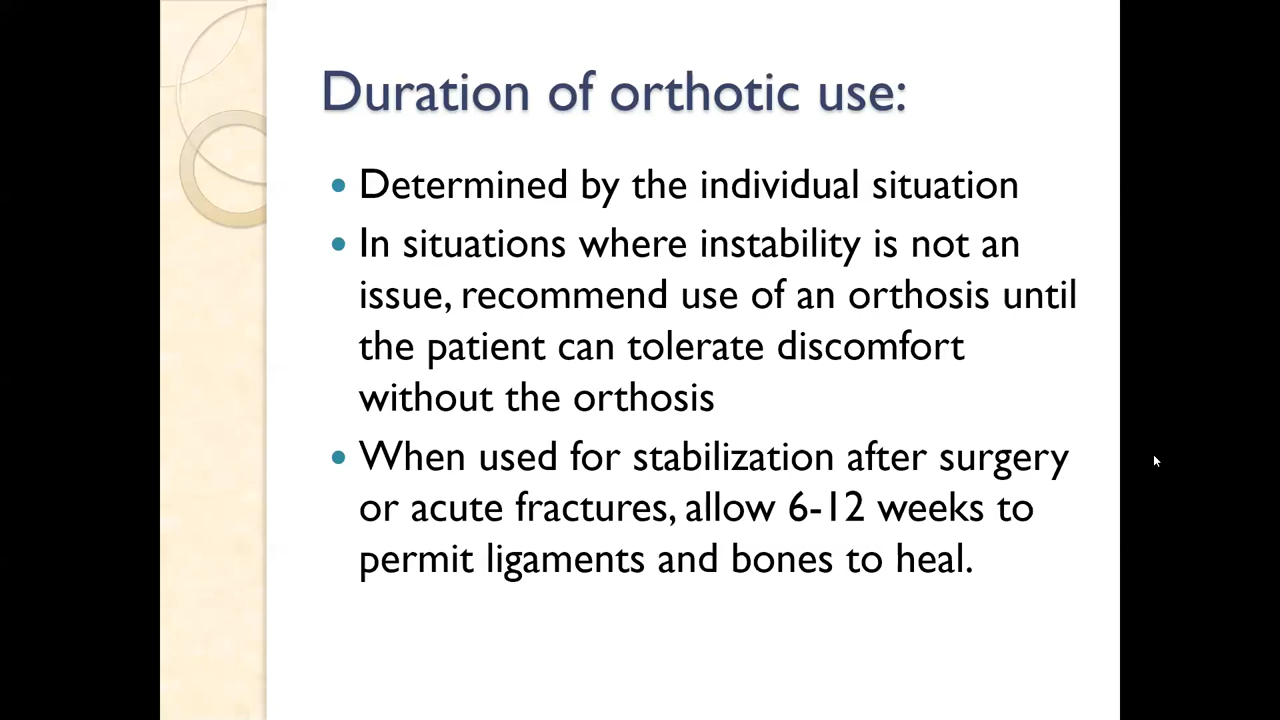 Duration of orthotic use:
• Determined by the individual situation
• In situations where instability is not an
issue, recommend use of an orthosis until
the patient can tolerate discomfort
without the orthosis
• When used for stabilization after surgery
or acute fractures, allow 6-12 weeks to
permit ligaments and bones to heal.